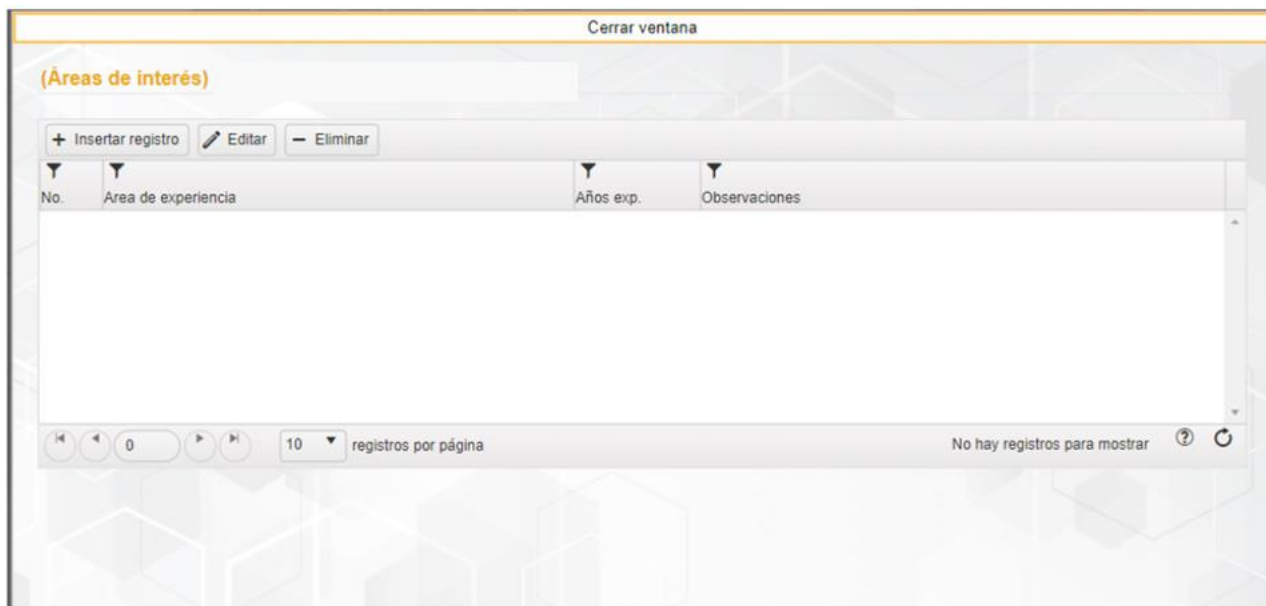 Cerrar ventana
(Áreas de interés)
+ Insertar registro Editar − Eliminar
No. Area de experiencia Años exp. Observaciones
0 10 registros por página No hay registros para mostrar